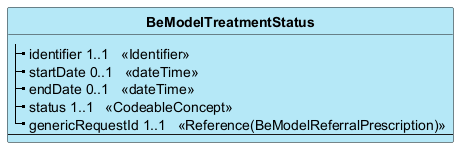 BeModelTreatmentStatus
identifier 1..1 «Identifier»
startDate 0..1 «dateTime»
endDate 0..1 «dateTime»
status 1..1 «CodeableConcept»
genericRequestId 1..1 «Reference(BeModelReferralPrescription)»